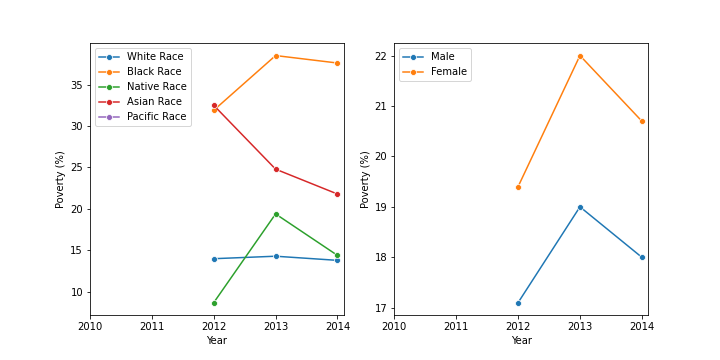 White Race
Black Race
Native Race
Asian Race
Pacific Race
35
30
25
20
15
10
Poverty (%)
2010 2011 2012 2013 2014
Year
Male
Female
22
21
20
19
18
17
Poverty (%)
2010 2011 2012 2013 2014
Year